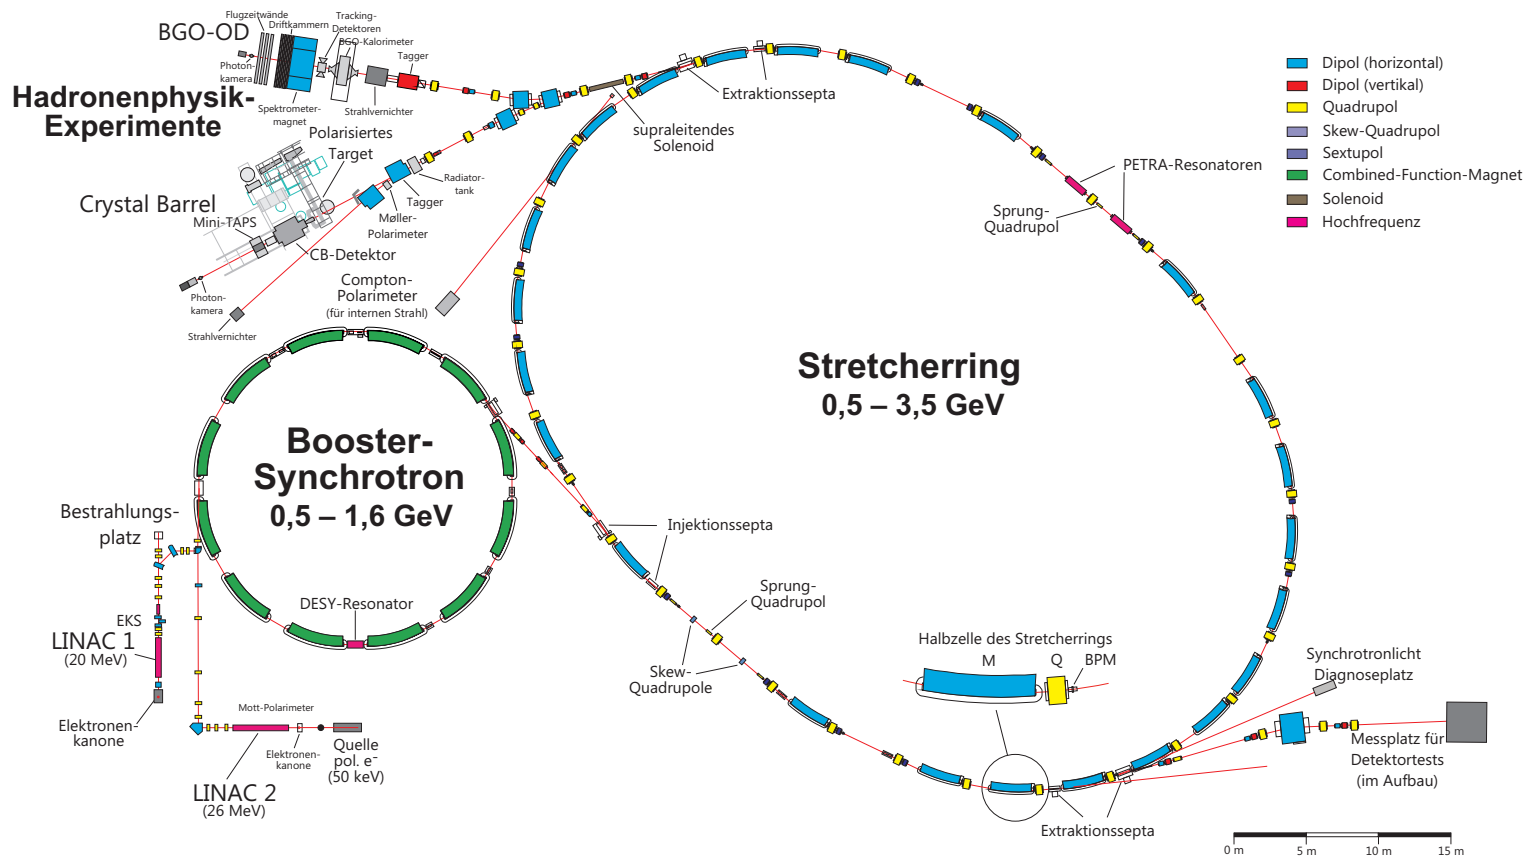 BGO-OD
Flugzeitwände
Driftkammern
Tracking-
Detektoren
BGO-Kalorimeter
Tagger
Photon-
kamera
Spektrometer-
magnet
Strahlvernichter
Hadronenphysik-
Experimente
Polarisiertes
Target
Crystal Barrel
Mini-TAPS
Radiator-
tank
Tagger
Møller-
Polarimeter
CB-Detektor
Photon-
kamera
Strahlvernichter
Compton-
Polarimeter
(für internen Strahl)
supraleitendes
Solenoid
Extraktionssepta
PETRA-Resonatoren
Sprung-
Quadrupol
Dipol (horizontal)
Dipol (vertikal)
Quadrupol
Skew-Quadrupol
Sextupol
Combined-Function-Magnet
Solenoid
Hochfrequenz
Stretcherring
0,5 – 3,5 GeV
Booster-
Synchrotron
0,5 – 1,6 GeV
DESY-Resonator
Bestrahlungs-
platz
EKS
LINAC 1
(20 MeV)
Elektronen-
kanone
Mott-Polarimeter
Elektronen-
kanone
Quelle
pol. e⁻
(50 keV)
LINAC 2
(26 MeV)
Injektionssepta
Sprung-
Quadrupol
Skew-
Quadrupole
Halbzelle des Stretcherrings
M
Q
BPM
Synchrotronlicht
Diagnoseplatz
Messplatz für
Detektortests
(im Aufbau)
Extraktionssepta
0 m
5 m
10 m
15 m